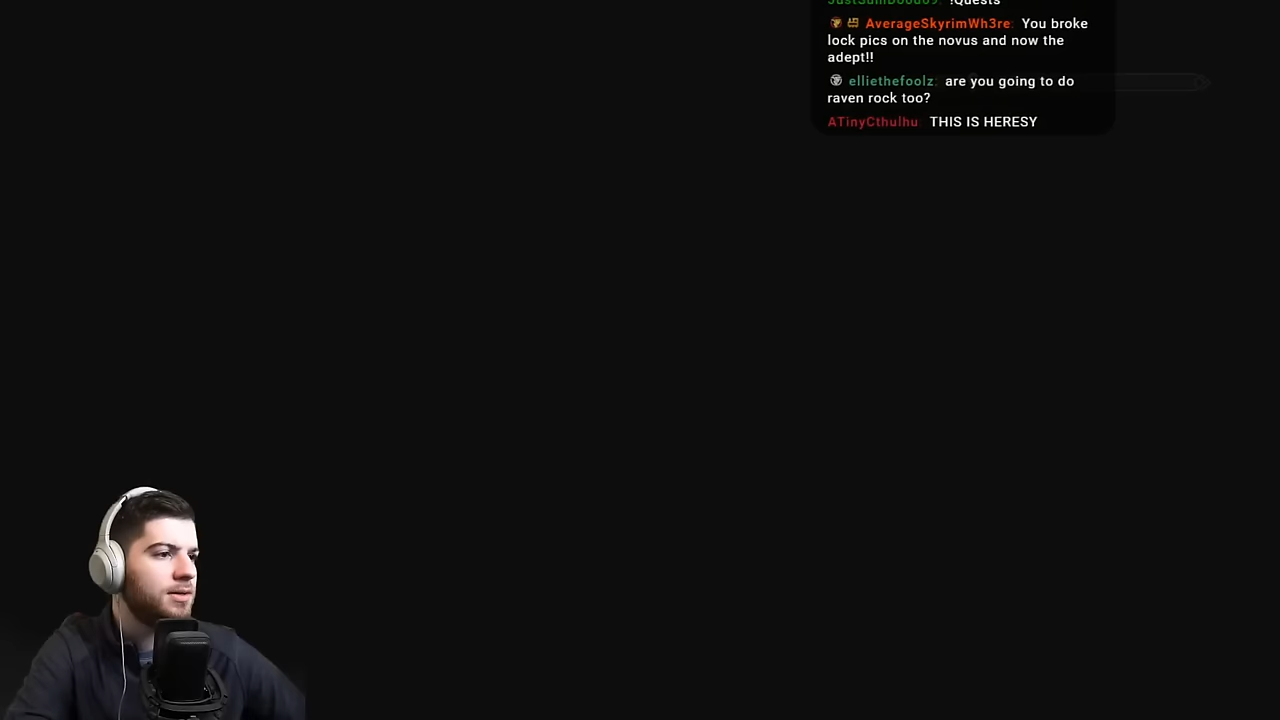 JustSumDoods9: !Quests
AverageSkyrimWh3re: You broke
lock pics on the novus and now the
adept!!
elliethefoolz: are you going to do
raven rock too?
ATinyCthulhu: THIS IS HERESY